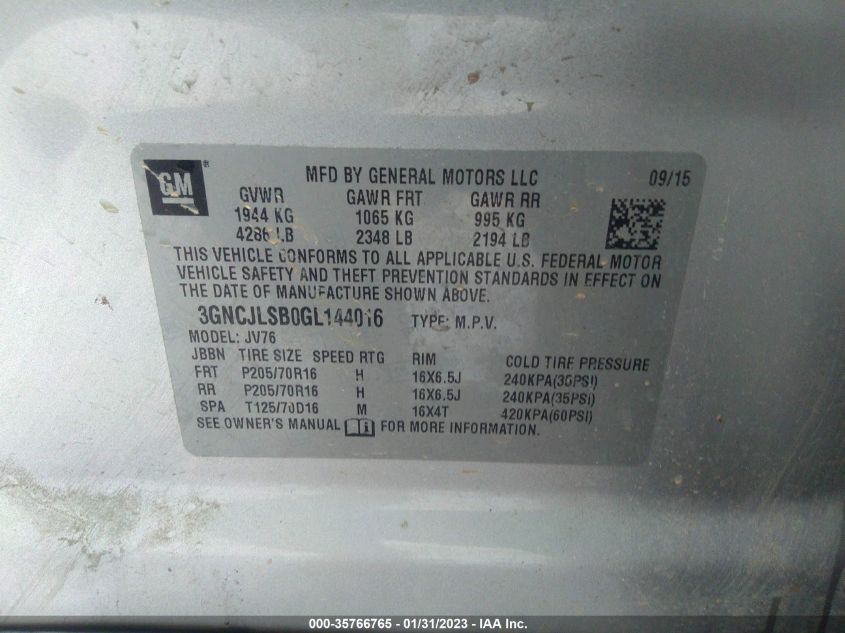 GM ®
MFD BY GENERAL MOTORS LLC 09/15
GVWR GAWR FRT GAWR RR
1944 KG 1065 KG 995 KG
4286 LB 2348 LB 2194 LB
THIS VEHICLE CONFORMS TO ALL APPLICABLE U.S. FEDERAL MOTOR
VEHICLE SAFETY AND THEFT PREVENTION STANDARDS IN EFFECT ON
THE DATE OF MANUFACTURE SHOWN ABOVE.
3GNCJLSB0GL144016 TYPE: M.P.V.
MODEL: JV76
JBBN TIRE SIZE SPEED RTG RIM COLD TIRE PRESSURE
FRT P205/70R16 H 16X6.5J 240KPA(35PSI)
RR P205/70R16 H 16X6.5J 240KPA(35PSI)
SPA T125/70D16 M 16X4T 420KPA(60PSI)
SEE OWNER'S MANUAL FOR MORE INFORMATION.
000-35766765 - 01/31/2023 - IAA Inc.